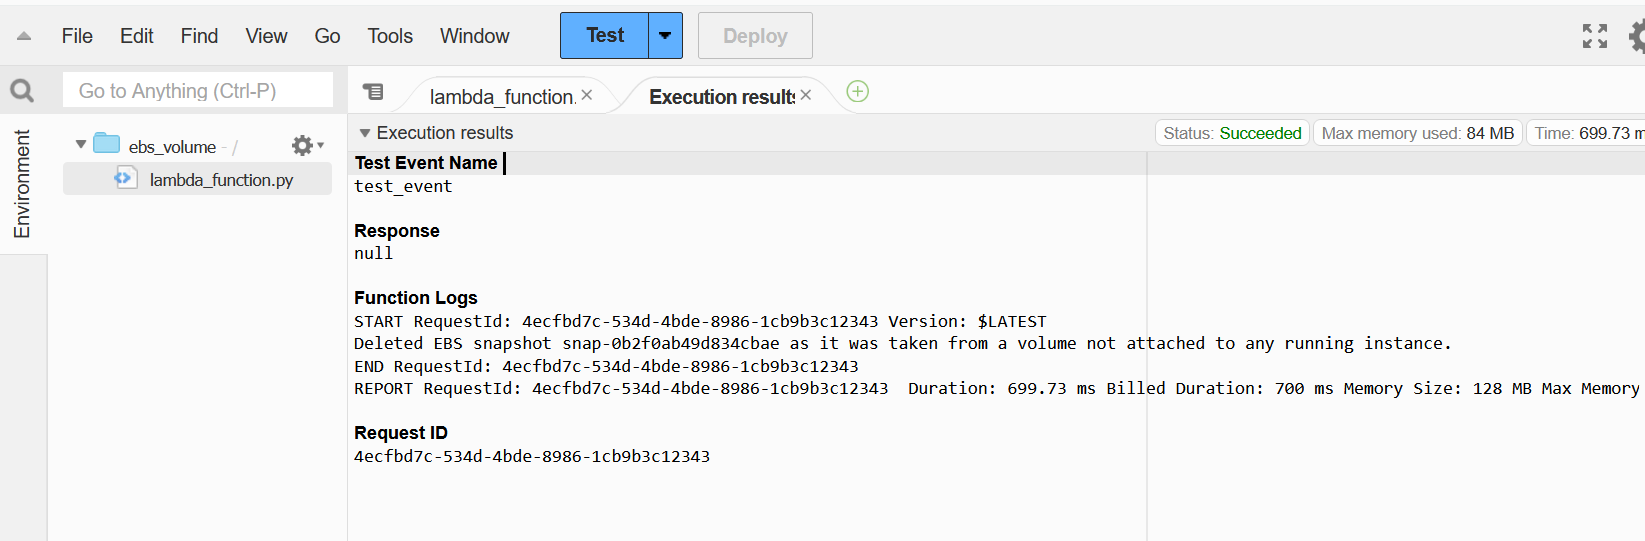 File Edit Find View Go Tools Window Test Deploy
Go to Anything (Ctrl-P)
lambda_function. Execution results
Environment
ebs_volume - /
lambda_function.py
Execution results
Status: Succeeded Max memory used: 84 MB Time: 699.73 m
Test Event Name
test_event
Response
null
Function Logs
START RequestId: 4ecfbd7c-534d-4bde-8986-1cb9b3c12343 Version: $LATEST
Deleted EBS snapshot snap-0b2f0ab49d834cbae as it was taken from a volume not attached to any running instance.
END RequestId: 4ecfbd7c-534d-4bde-8986-1cb9b3c12343
REPORT RequestId: 4ecfbd7c-534d-4bde-8986-1cb9b3c12343 Duration: 699.73 ms Billed Duration: 700 ms Memory Size: 128 MB Max Memory
Request ID
4ecfbd7c-534d-4bde-8986-1cb9b3c12343